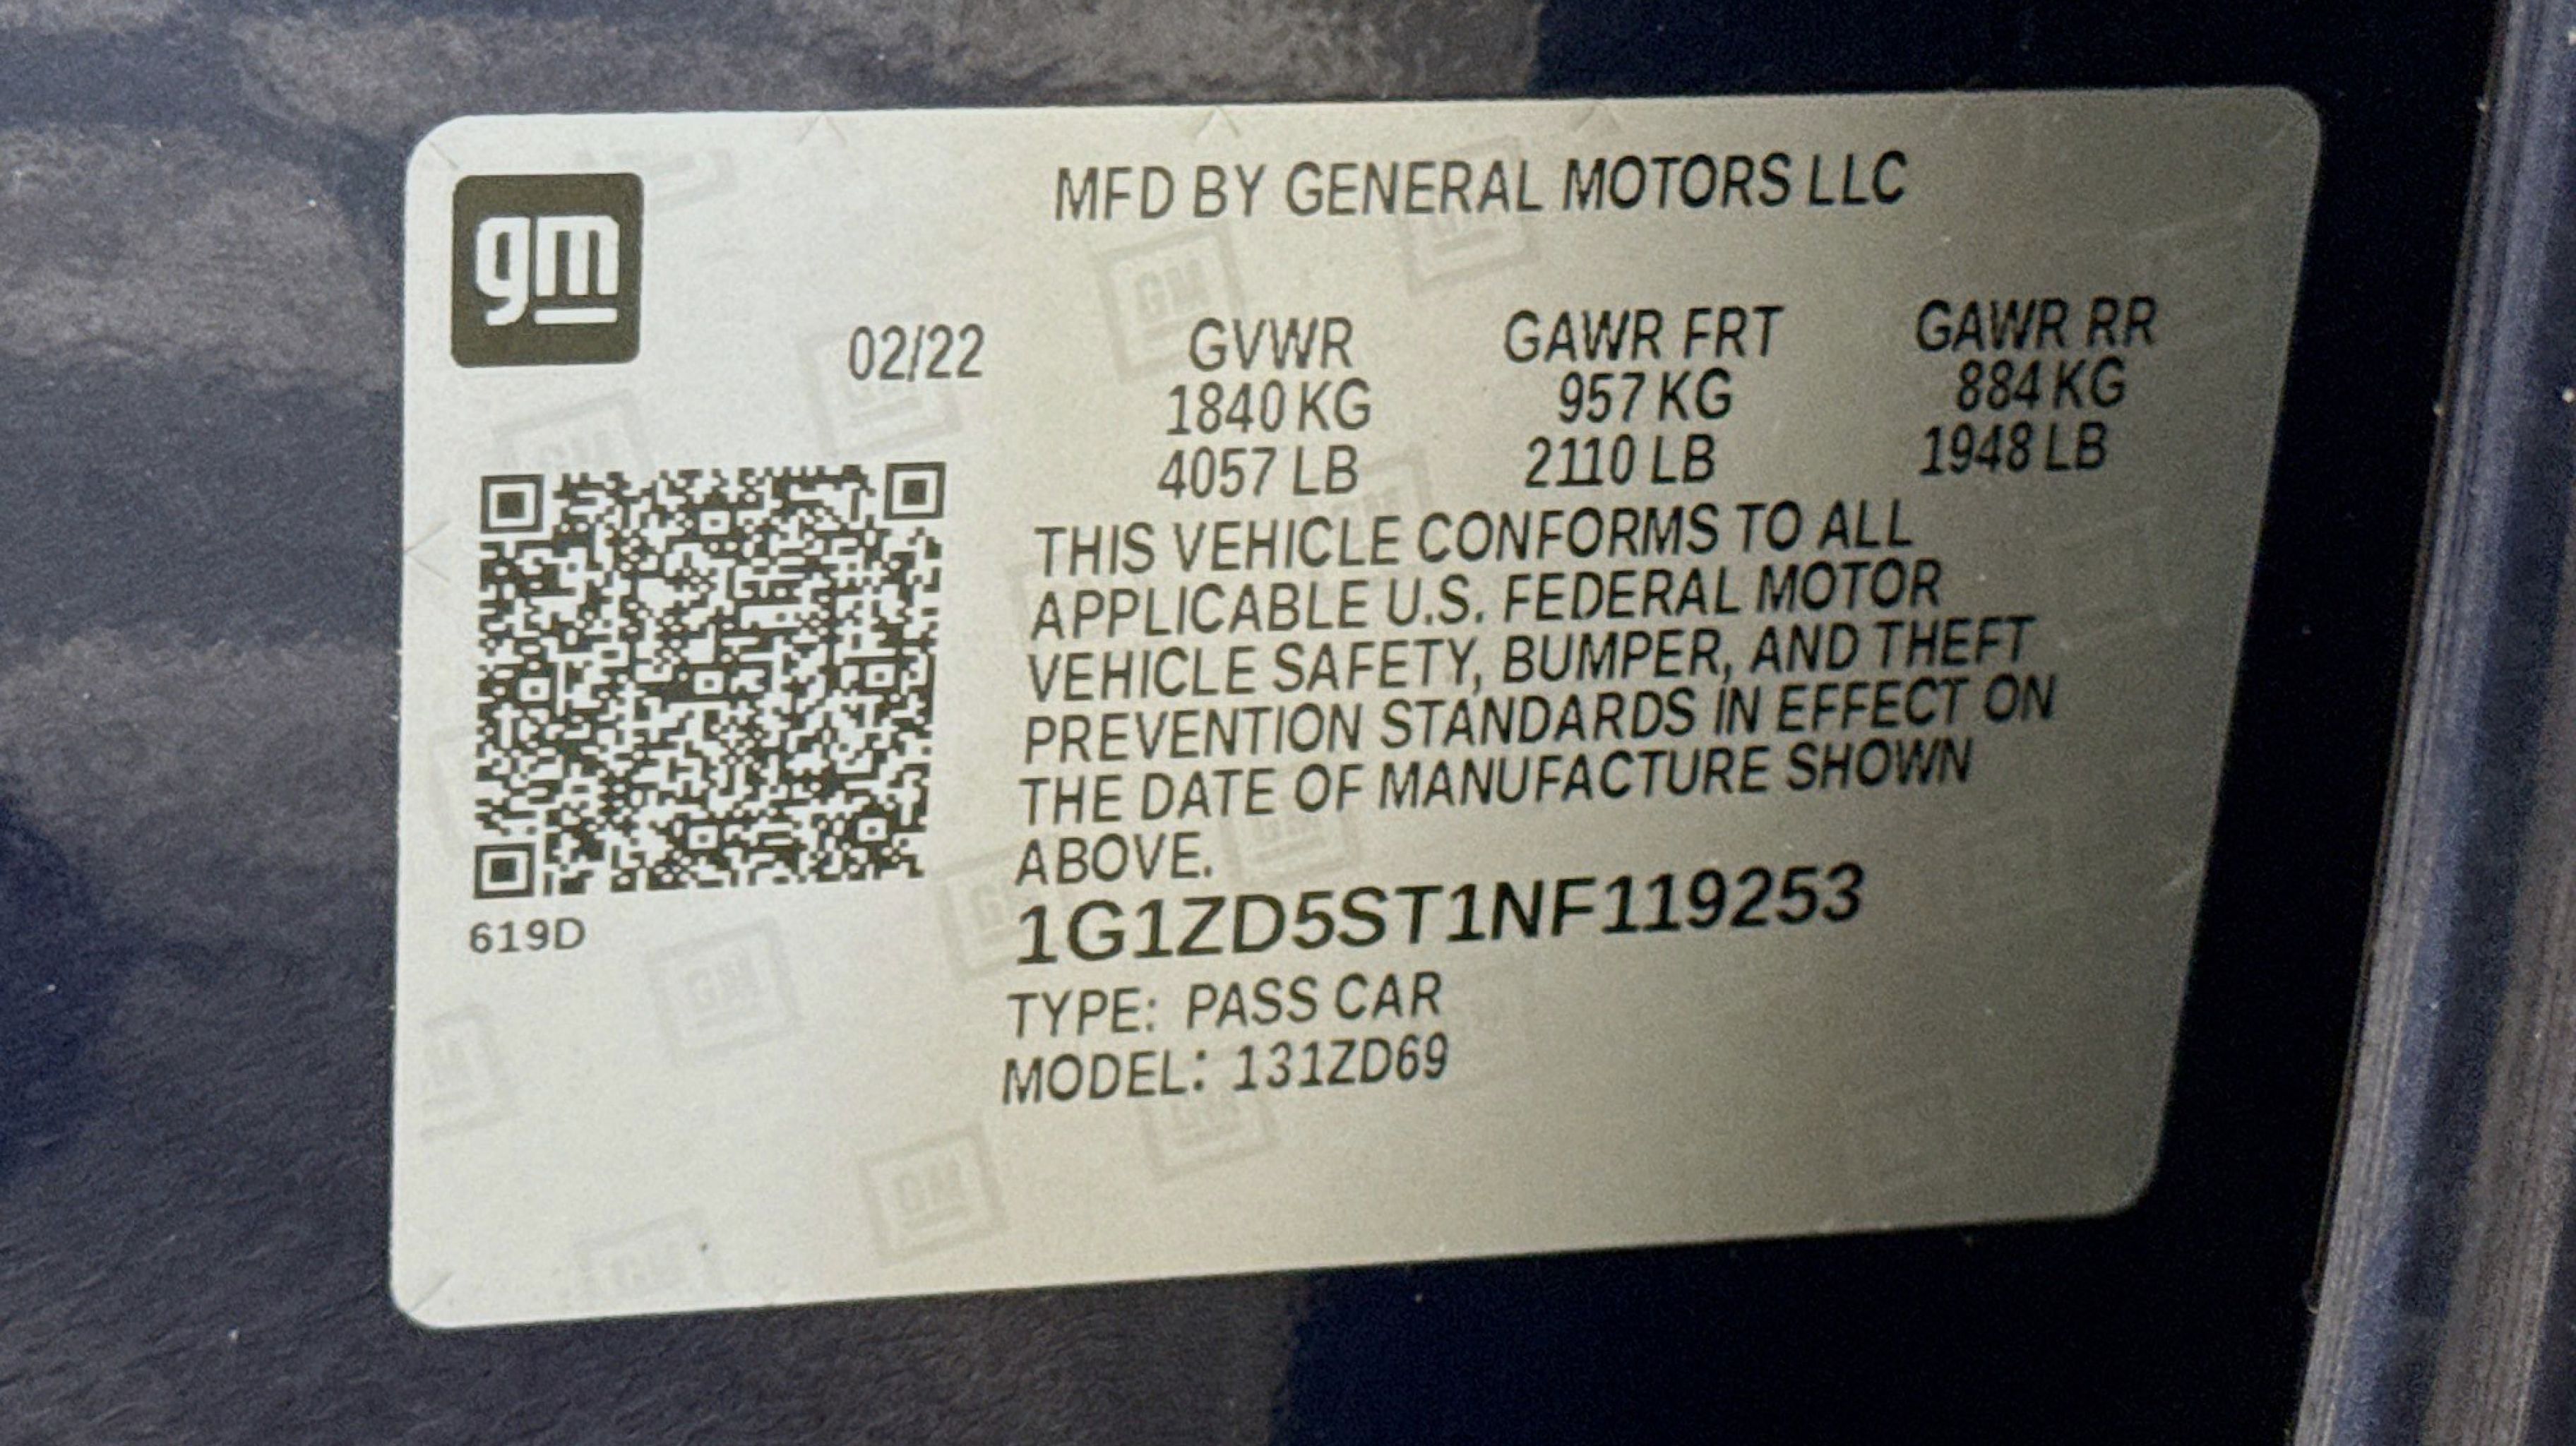 gm
MFD BY GENERAL MOTORS LLC
02/22 GVWR GAWR FRT GAWR RR
1840 KG 957 KG 884 KG
4057 LB 2110 LB 1948 LB
THIS VEHICLE CONFORMS TO ALL
APPLICABLE U.S. FEDERAL MOTOR
VEHICLE SAFETY, BUMPER, AND THEFT
PREVENTION STANDARDS IN EFFECT ON
THE DATE OF MANUFACTURE SHOWN
ABOVE.
1G1ZD5ST1NF119253
619D
TYPE: PASS CAR
MODEL: 131ZD69